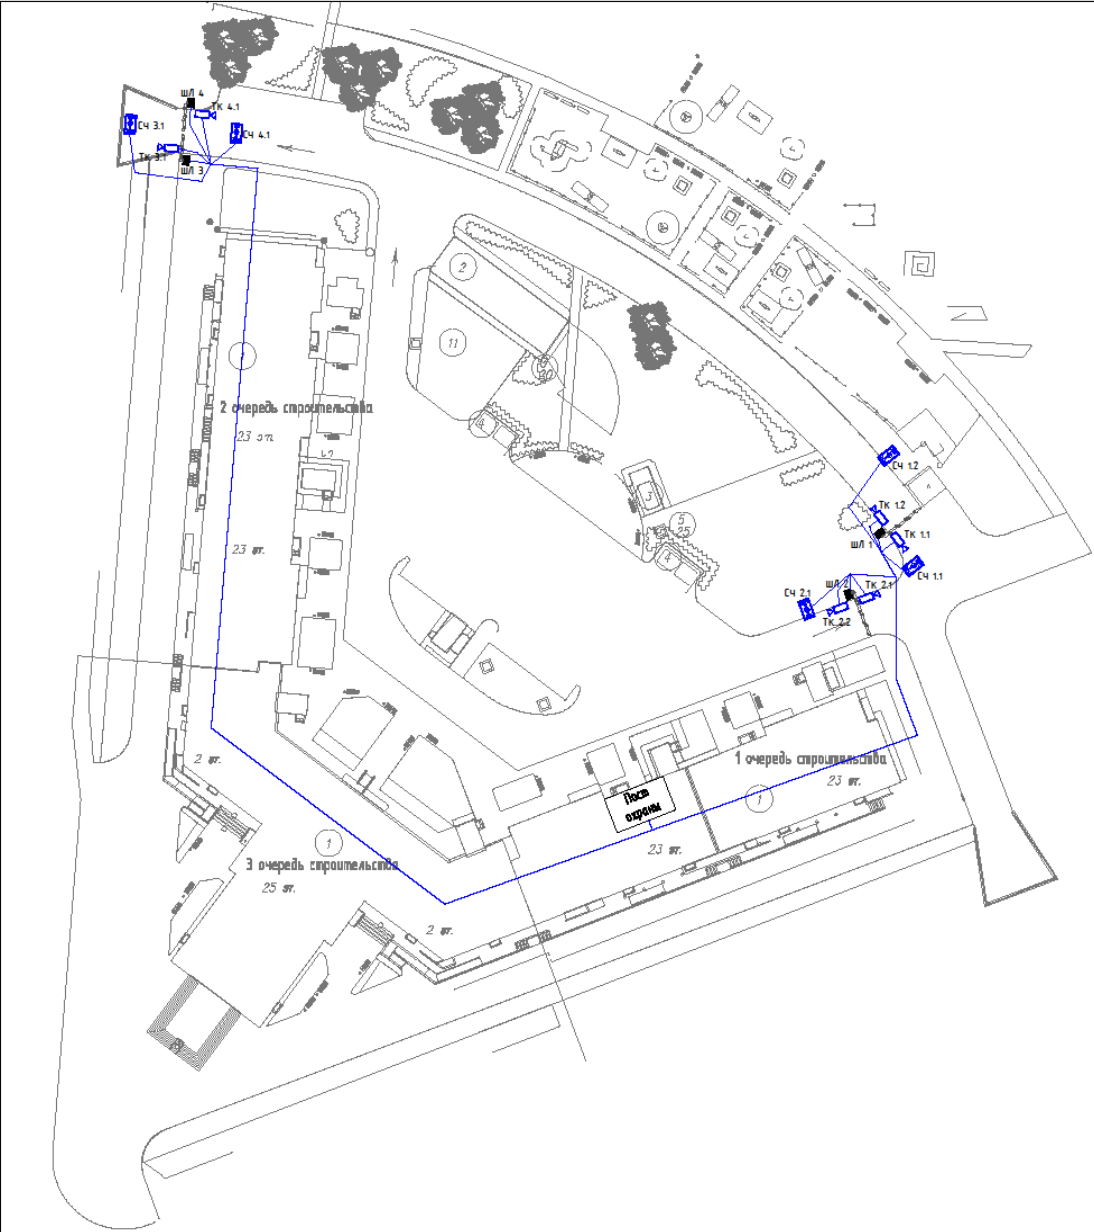 ШЛ 4
Тк 4.1
СЧ 3.1
СЧ 4.1
Тк 3.1
ШЛ 3
2
11
2 очередь строительства
23 эт.
4
3
5
25
4
СЧ 1.2
Тк 1.2
Тк 1.1
ШЛ 1
СЧ 1.1
ШЛ 2
Тк 2.1
СЧ 2.1
Тк 2.2
23 эт.
2 эт.
1 очередь строительства
23 эт.
Пост
охраны
1
1
23 эт.
3 очередь строительства
25 эт.
2 эт.